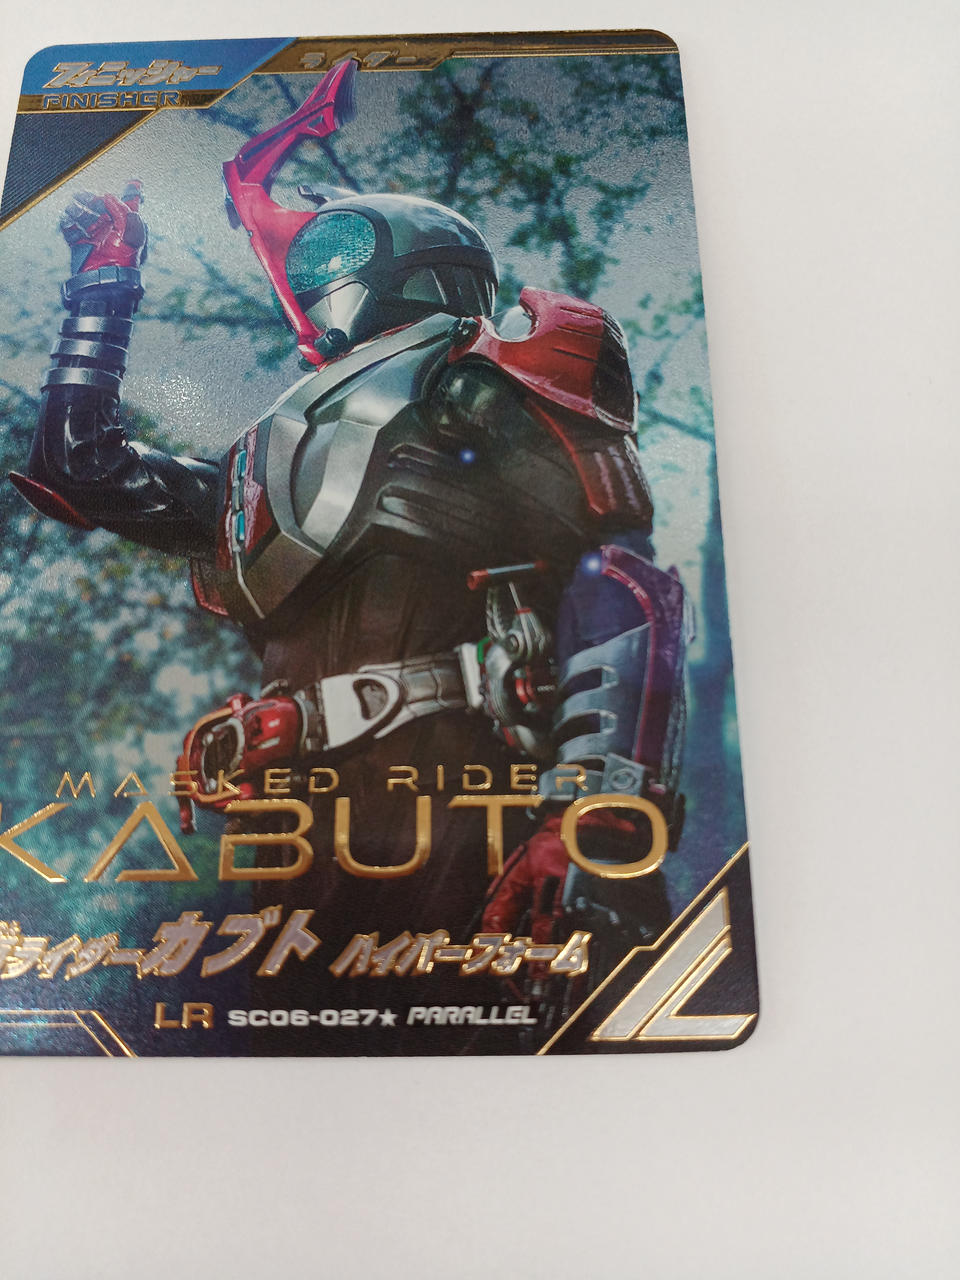 フィニッシャー
FINISHER
ライダー
MASKED RIDER
KABUTO
ライダーカブト ハイパーフォーム
LR SC06-027★ PARALLEL
L